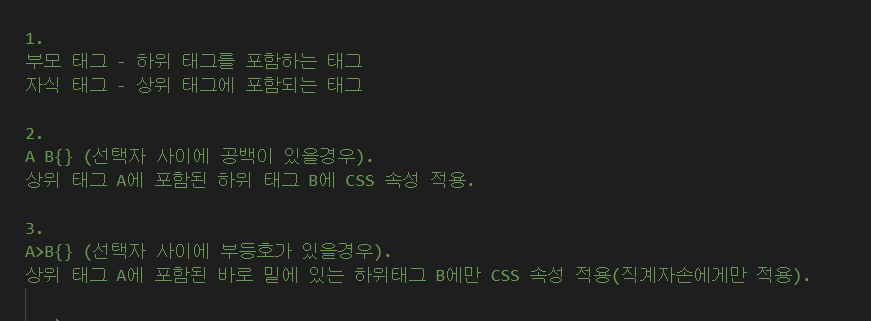 1.
부모 태그 - 하위 태그를 포함하는 태그
자식 태그 - 상위 태그에 포함되는 태그
2.
A B{} (선택자 사이에 공백이 있을경우).
상위 태그 A에 포함된 하위 태그 B에 CSS 속성 적용.
3.
A>B{} (선택자 사이에 부등호가 있을경우).
상위 태그 A에 포함된 바로 밑에 있는 하위태그 B에만 CSS 속성 적용(직계자손에게만 적용).